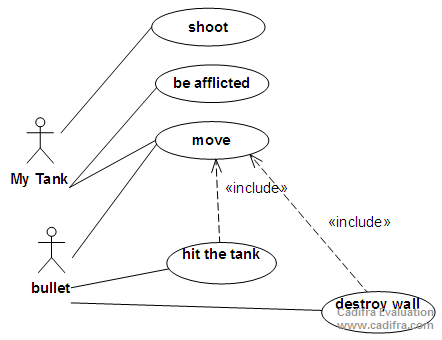 shoot
be afflicted
move
My Tank
«include»
«include»
hit the tank
bullet
destroy wall
Cadifra Evaluation
www.cadifra.com